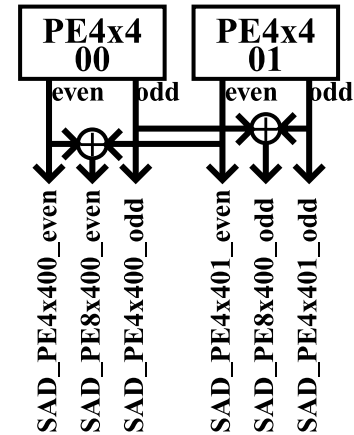 PE4x4
00
PE4x4
01
even
odd
even
odd
SAD_PE4x400_even
SAD_PE8x400_even
SAD_PE4x400_odd
SAD_PE4x401_even
SAD_PE8x400_odd
SAD_PE4x401_odd